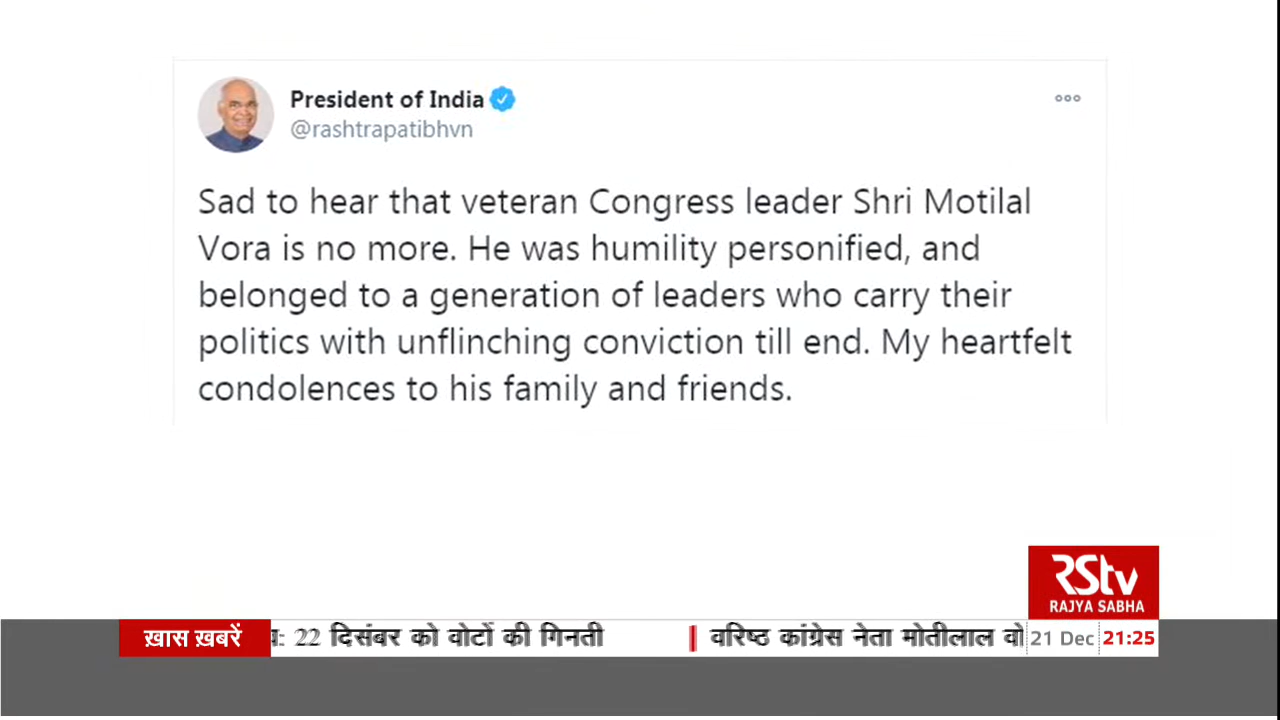 President of India
@rashtrapatibhvn
Sad to hear that veteran Congress leader Shri Motilal
Vora is no more. He was humility personified, and
belonged to a generation of leaders who carry their
politics with unflinching conviction till end. My heartfelt
condolences to his family and friends.
RStv
RAJYA SABHA
ख़ास ख़बरें
: 22 दिसंबर को वोटों की गिनती | वरिष्ठ कांग्रेस नेता मोतीलाल वो
21 Dec 21:25